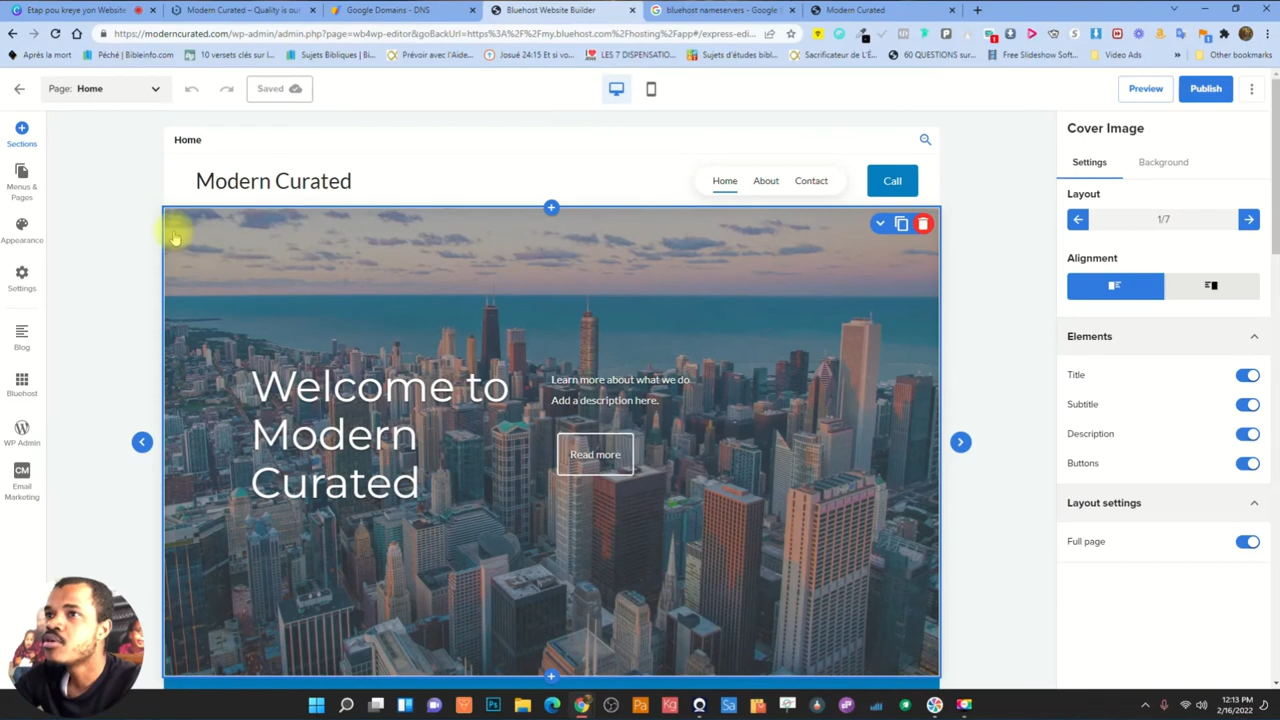 Etap pou kreye yon Website
Modern Curated – Quality is our
Google Domains - DNS
Bluehost Website Builder
bluehost nameservers - Google
Modern Curated
https://moderncurated.com/wp-admin/admin.php?page=wb4wp-editor&goBackUrl=https%3A%2F%2Fmy.bluehost.com%2Fhosting%2Fapp#/express-edi...
Après la mort
Péché | Bibleinfo.com
10 versets clés sur l...
Sujets Bibliques | Bi...
Prévoir avec l'Aide...
Josué 24:15 Et si vo...
LES 7 DISPENSATIO...
Sujets d'études bibl...
Sacrificateur de L'É...
60 QUESTIONS sur...
Free Slideshow Soft...
Video Ads
»
Other bookmarks
Page: Home
Saved
Preview
Publish
Sections
Menus &
Pages
Appearance
Settings
Blog
Bluehost
WP Admin
CM
Email
Marketing
Home
Modern Curated
Home
About
Contact
Call
Welcome to
Modern
Curated
Learn more about what we do
Add a description here.
Read more
Cover Image
Settings
Background
Layout
1/7
Alignment
Elements
Title
Subtitle
Description
Buttons
Layout settings
Full page
12:13 PM
2/16/2022